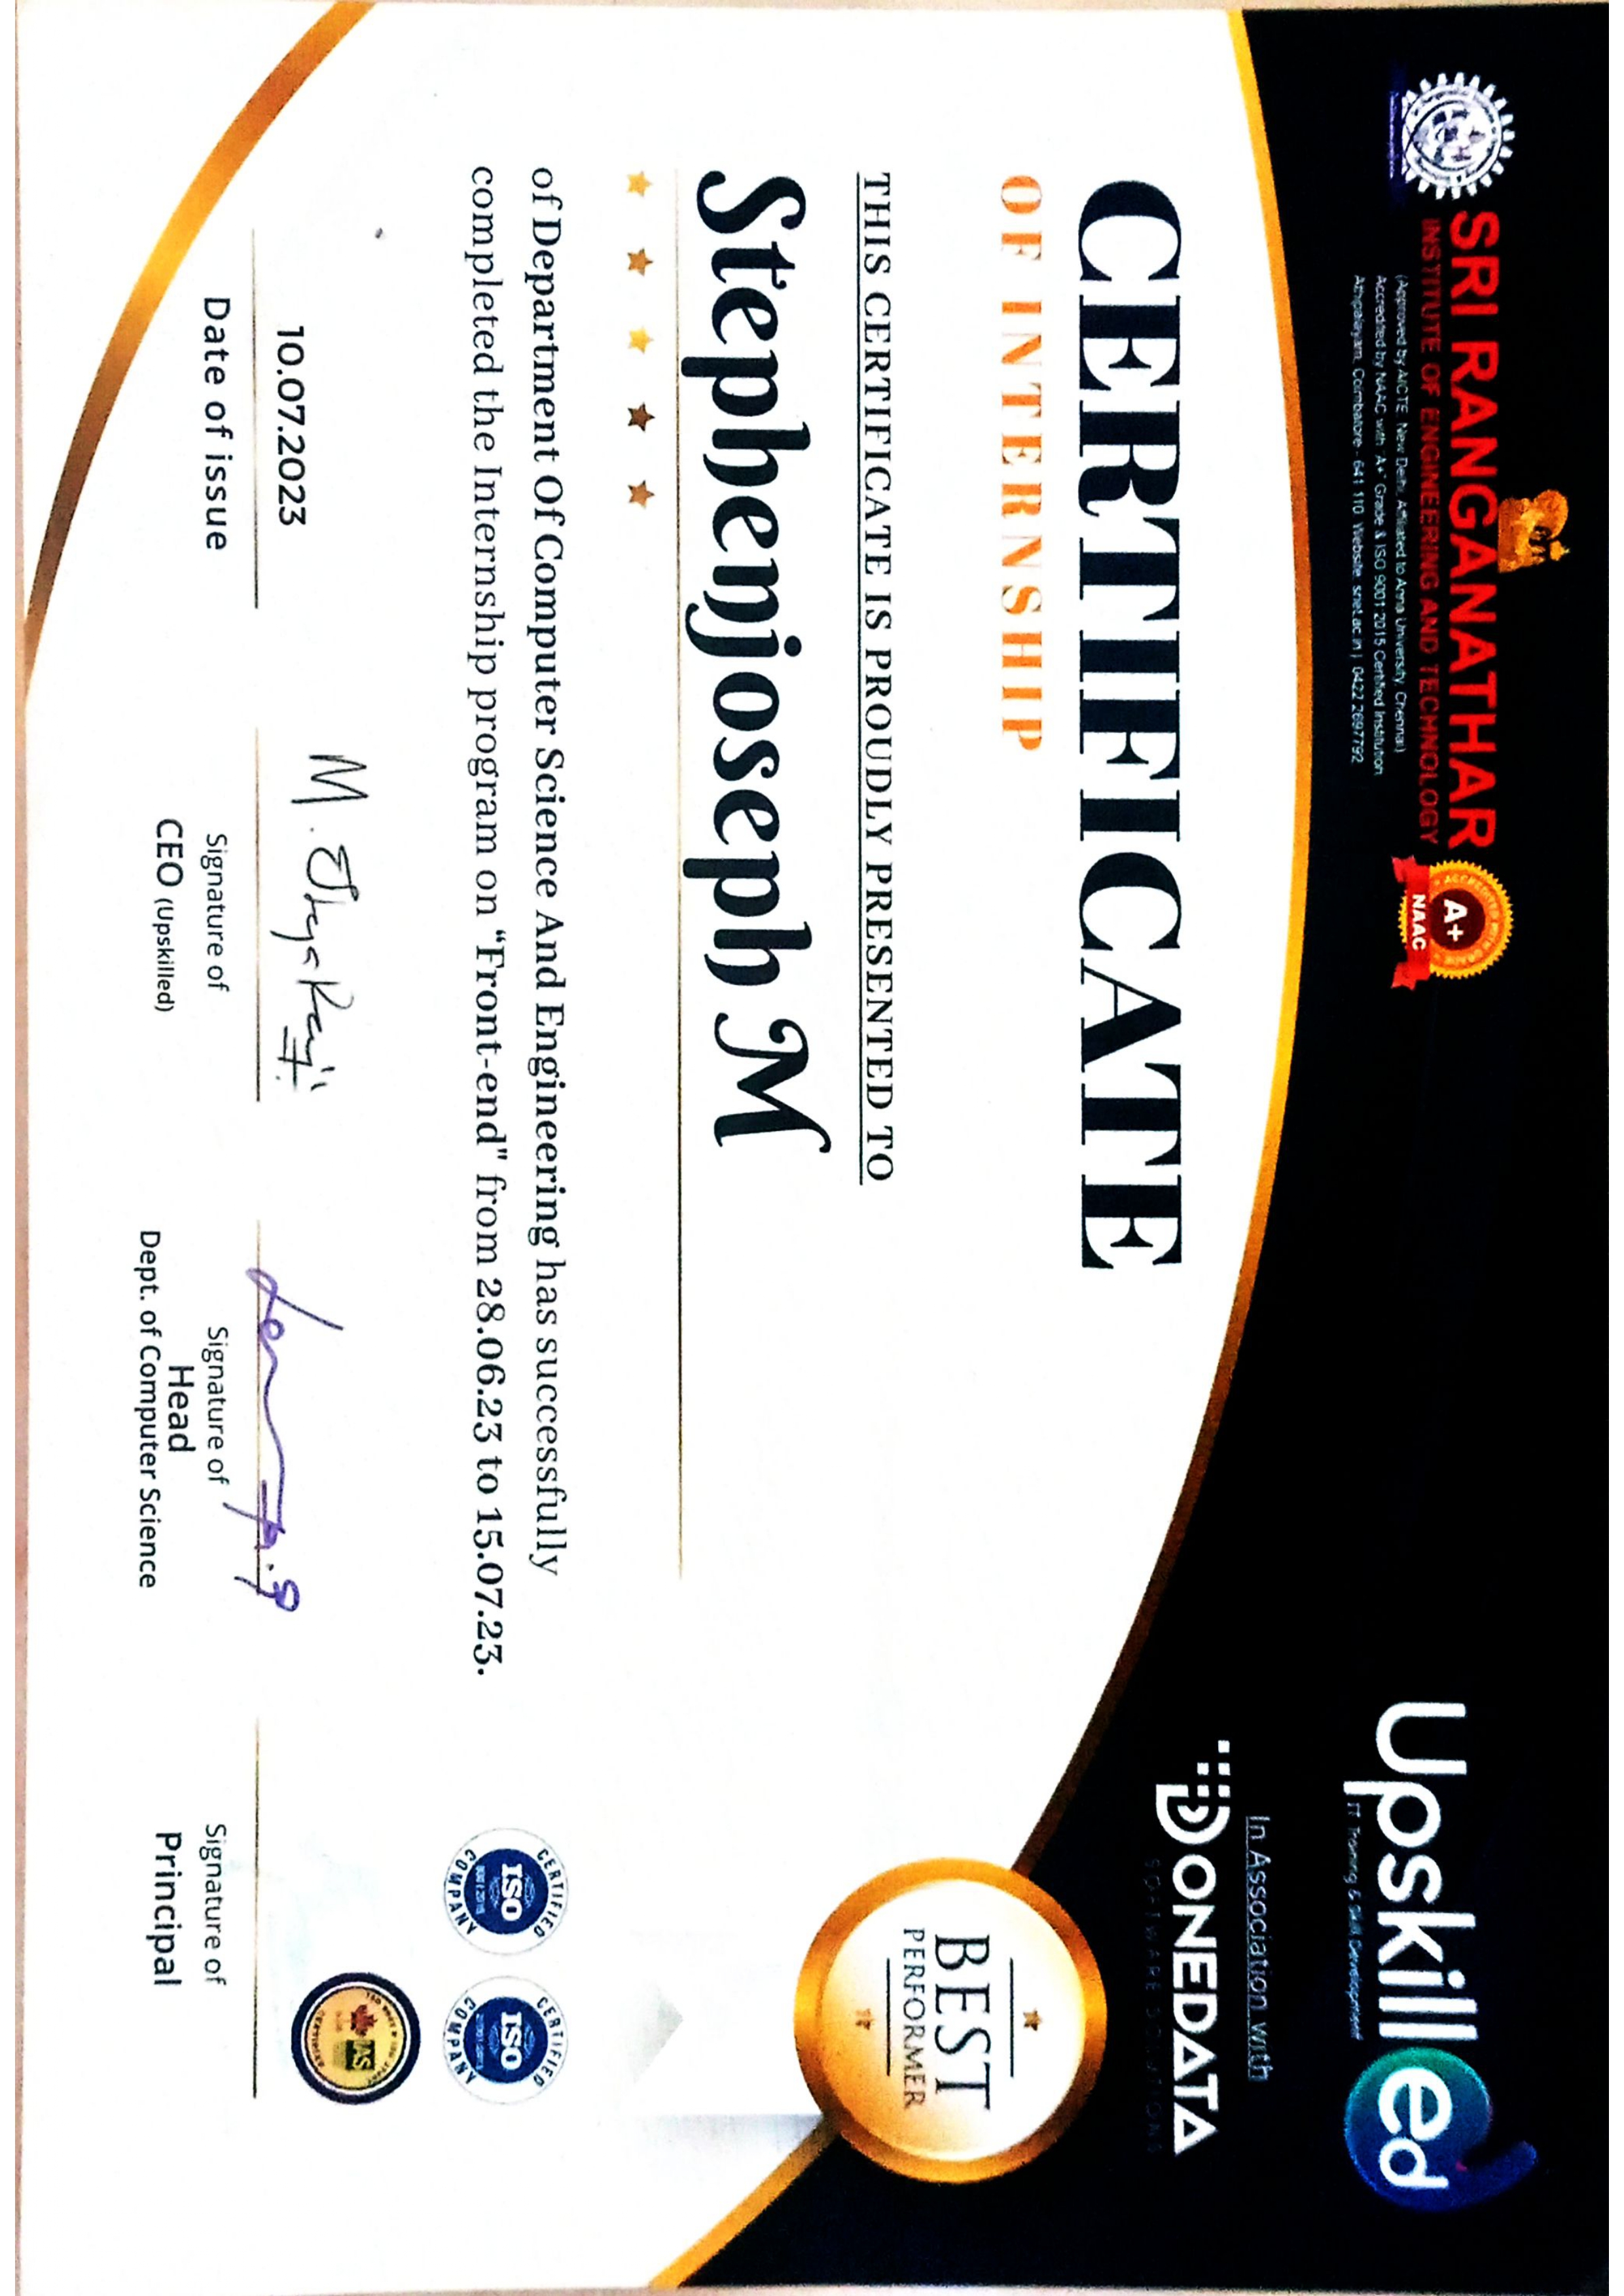 SRI RANGANATHAR
INSTITUTE OF ENGINEERING AND TECHNOLOGY
(Approved by AICTE, New Delhi, Affiliated to Anna University, Chennai)
Accredited by NAAC with "A+" Grade & ISO 9001:2015 Certified Institution
Athipalayam, Coimbatore - 641 110. Website: sriet.ac.in | 0422 2697792
ACCREDITED WITH GRADE
A+
NAAC
Upskilled
IT Training & Skill Development
In Association with
ONEDATA
SOFTWARE SOLUTIONS
CERTIFICATE
OF INTERNSHIP
BEST
PERFORMER
THIS CERTIFICATE IS PROUDLY PRESENTED TO
Stephenjoseph M
of Department Of Computer Science And Engineering has successfully
completed the Internship program on “Front-end" from 28.06.23 to 15.07.23.
CERTIFIED
ISO
9001:2015
COMPANY
CERTIFIED
ISO
COMPANY
IAS
CERTIFIED
10.07.2023
Date of issue
Signature of
CEO (Upskilled)
Signature of
Head
Dept. of Computer Science
Signature of
Principal